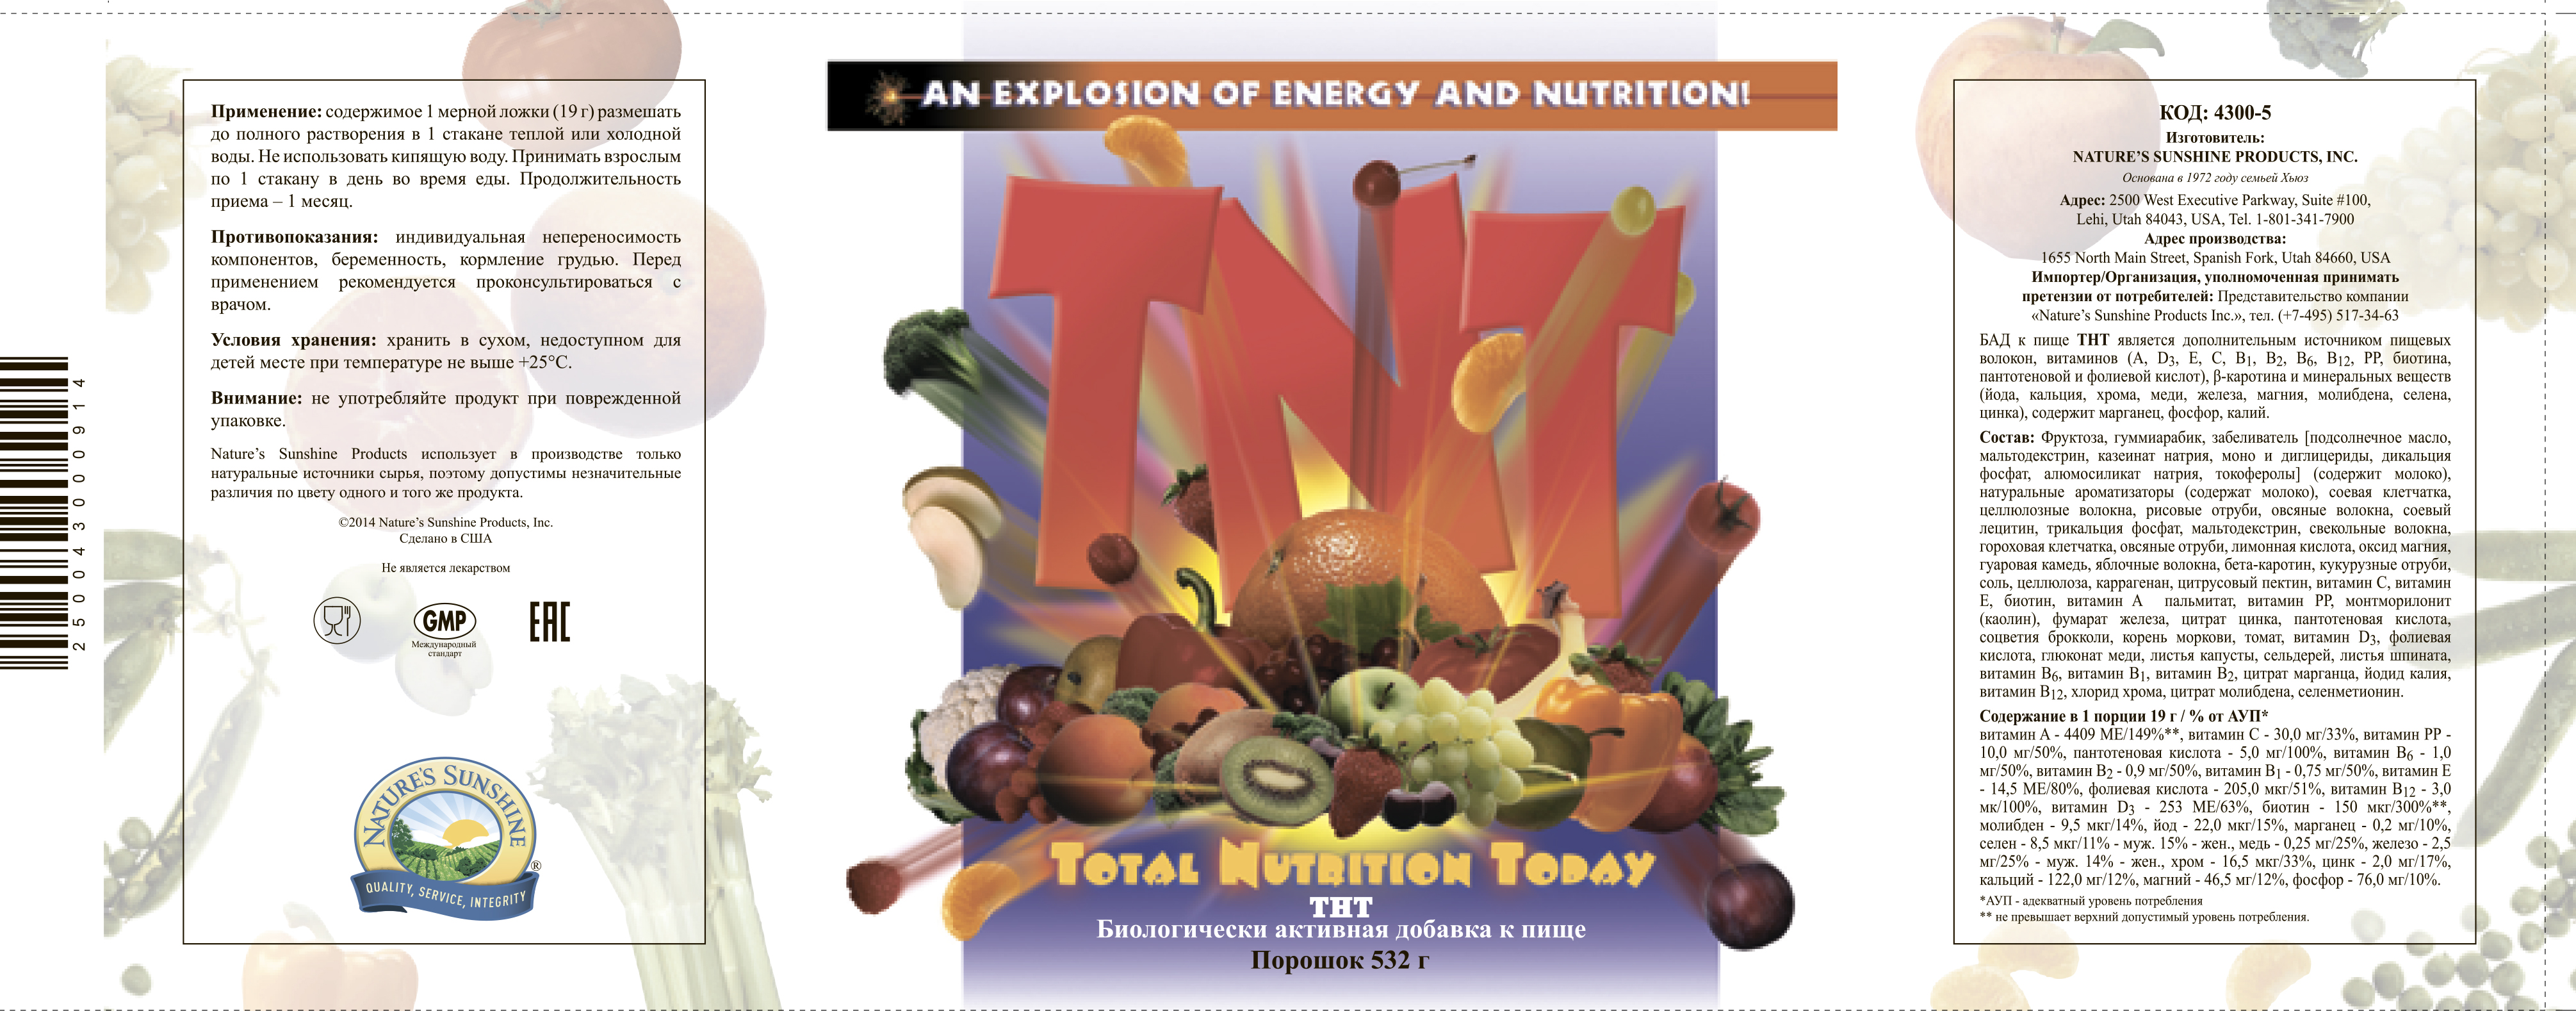 Применение: содержимое 1 мерной ложки (19 г) размешать
до полного растворения в 1 стакане теплой или холодной
воды. Не использовать кипящую воду. Принимать взрослым
по 1 стакану в день во время еды. Продолжительность
приема – 1 месяц.
Противопоказания: индивидуальная непереносимость
компонентов, беременность, кормление грудью. Перед
применением рекомендуется проконсультироваться с
врачом.
Условия хранения: хранить в сухом, недоступном для
детей месте при температуре не выше +25°C.
Внимание: не употребляйте продукт при поврежденной
упаковке.
Nature’s Sunshine Products использует в производстве только
натуральные источники сырья, поэтому допустимы незначительные
различия по цвету одного и того же продукта.
©2014 Nature’s Sunshine Products, Inc.
Сделано в США
Не является лекарством
GMP
Международный
стандарт
EAC
NATURE'S SUNSHINE
®
QUALITY, SERVICE, INTEGRITY
2500430000914
AN EXPLOSION OF ENERGY AND NUTRITION!
TNT
TOTAL NUTRITION TODAY
ТНТ
Биологически активная добавка к пище
Порошок 532 г
КОД: 4300-5
Изготовитель:
NATURE’S SUNSHINE PRODUCTS, INC.
Основана в 1972 году семьей Хьюз
Адрес: 2500 West Executive Parkway, Suite #100,
Lehi, Utah 84043, USA, Tel. 1-801-341-7900
Адрес производства:
1655 North Main Street, Spanish Fork, Utah 84660, USA
Импортер/Организация, уполномоченная принимать
претензии от потребителей: Представительство компании
«Nature’s Sunshine Products Inc.», тел. (+7-495) 517-34-63
БАД к пище ТНТ является дополнительным источником пищевых
волокон, витаминов (А, D3, Е, С, В1, В2, В6, В12, РР, биотина,
пантотеновой и фолиевой кислот), β-каротина и минеральных веществ
(йода, кальция, хрома, меди, железа, магния, молибдена, селена,
цинка), содержит марганец, фосфор, калий.
Состав: Фруктоза, гуммиарабик, забеливатель [подсолнечное масло,
мальтодекстрин, казеинат натрия, моно и диглицериды, дикальция
фосфат, алюмосиликат натрия, токоферолы] (содержит молоко),
натуральные ароматизаторы (содержат молоко), соевая клетчатка,
целлюлозные волокна, рисовые отруби, овсяные волокна, соевый
лецитин, трикальция фосфат, мальтодекстрин, свекольные волокна,
гороховая клетчатка, овсяные отруби, лимонная кислота, оксид магния,
гуаровая камедь, яблочные волокна, бета-каротин, кукурузные отруби,
соль, целлюлоза, каррагенан, цитрусовый пектин, витамин С, витамин
Е, биотин, витамин А пальмитат, витамин РР, монтморилонит
(каолин), фумарат железа, цитрат цинка, пантотеновая кислота,
соцветия брокколи, корень моркови, томат, витамин D3, фолиевая
кислота, глюконат меди, листья капусты, сельдерей, листья шпината,
витамин В6, витамин В1, витамин В2, цитрат марганца, йодид калия,
витамин В12, хлорид хрома, цитрат молибдена, селенметионин.
Содержание в 1 порции 19 г / % от АУП*
витамин А - 4409 МЕ/149%**, витамин С - 30,0 мг/33%, витамин РР -
10,0 мг/50%, пантотеновая кислота - 5,0 мг/100%, витамин В6 - 1,0
мг/50%, витамин В2 - 0,9 мг/50%, витамин В1 - 0,75 мг/50%, витамин Е
- 14,5 МЕ/80%, фолиевая кислота - 205,0 мкг/51%, витамин В12 - 3,0
мк/100%, витамин D3 - 253 МЕ/63%, биотин - 150 мкг/300%**,
молибден - 9,5 мкг/14%, йод - 22,0 мкг/15%, марганец - 0,2 мг/10%,
селен - 8,5 мкг/11% - муж. 15% - жен., медь - 0,25 мг/25%, железо - 2,5
мг/25% - муж. 14% - жен., хром - 16,5 мкг/33%, цинк - 2,0 мг/17%,
кальций - 122,0 мг/12%, магний - 46,5 мг/12%, фосфор - 76,0 мг/10%.
*АУП - адекватный уровень потребления
** не превышает верхний допустимый уровень потребления.